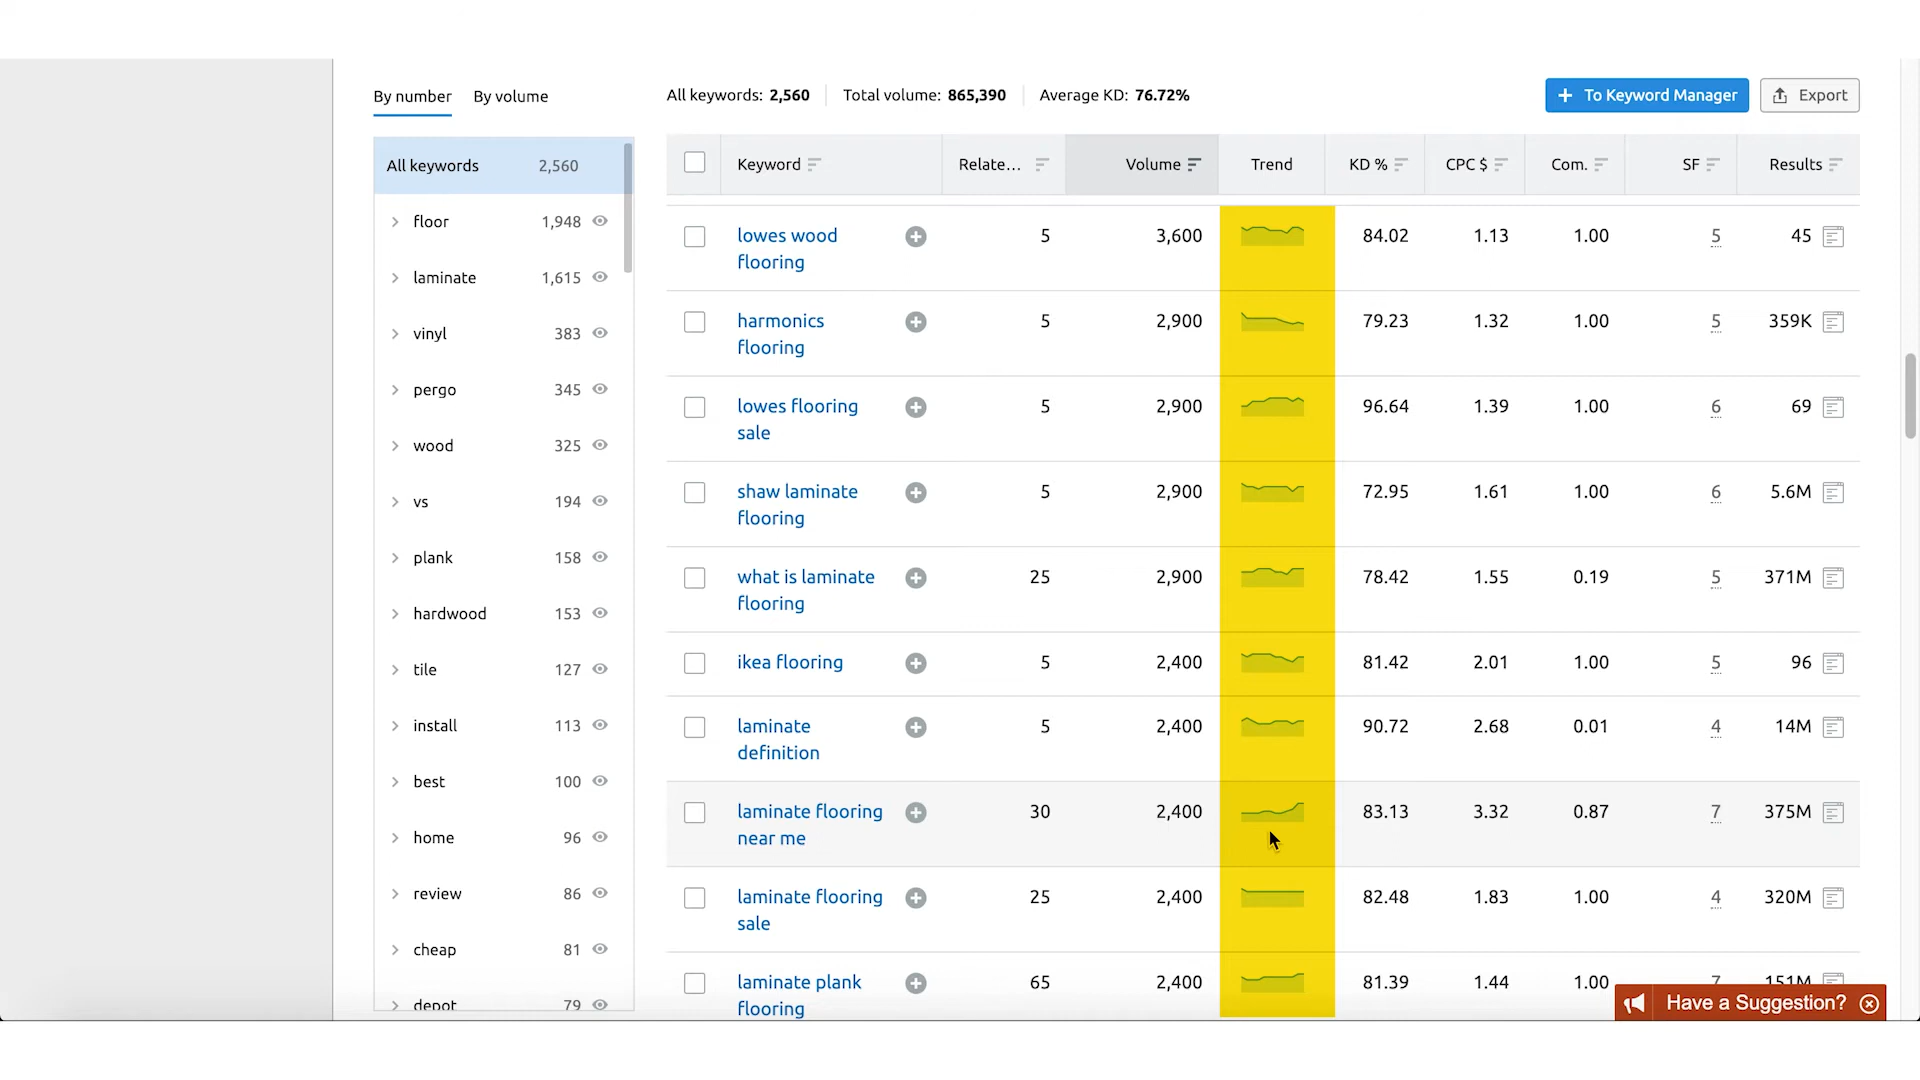 By number By volume
All keywords: 2,560 Total volume: 865,390 Average KD: 76.72%
To Keyword Manager Export
All keywords 2,560
floor 1,948
laminate 1,615
vinyl 383
pergo 345
wood 325
vs 194
plank 158
hardwood 153
tile 127
install 113
best 100
home 96
review 86
cheap 81
depot 79
Keyword Relate... Volume Trend KD % CPC $ Com. SF Results
lowes wood 5 3,600 84.02 1.13 1.00 5 45
flooring
harmonics 5 2,900 79.23 1.32 1.00 5 359K
flooring
lowes flooring 5 2,900 96.64 1.39 1.00 6 69
sale
shaw laminate 5 2,900 72.95 1.61 1.00 6 5.6M
flooring
what is laminate 25 2,900 78.42 1.55 0.19 5 371M
flooring
ikea flooring 5 2,400 81.42 2.01 1.00 5 96
laminate 5 2,400 90.72 2.68 0.01 4 14M
definition
laminate flooring 30 2,400 83.13 3.32 0.87 7 375M
near me
laminate flooring 25 2,400 82.48 1.83 1.00 4 320M
sale
laminate plank 65 2,400 81.39 1.44 1.00 7 151M
flooring
Have a Suggestion?